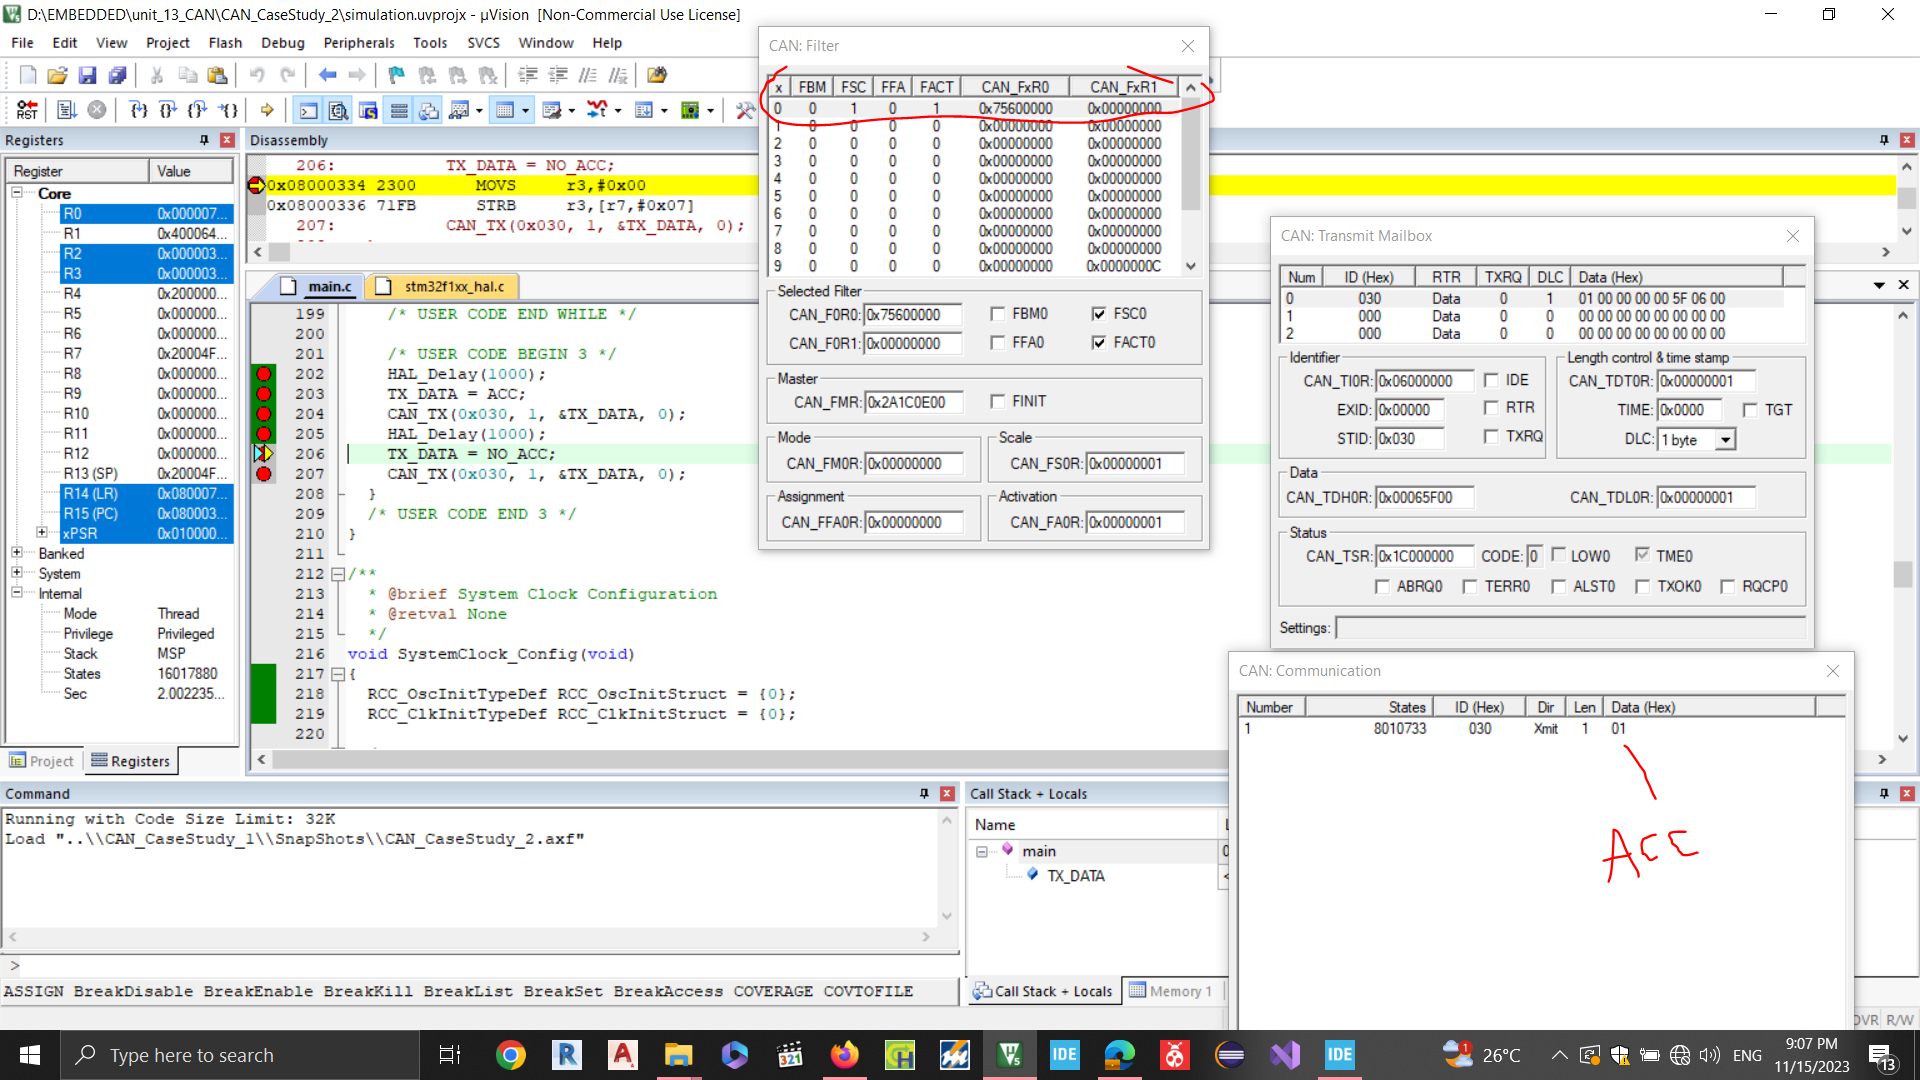 D:\EMBEDDED\unit_13_CAN\CAN_CaseStudy_2\simulation.uvprojx - µVision [Non-Commercial Use License]
File Edit View Project Flash Debug Peripherals Tools SVCS Window Help
Registers
Register Value
Core
R0 0x000007...
R1 0x400064...
R2 0x000003...
R3 0x000003...
R4 0x200000...
R5 0x000000...
R6 0x000000...
R7 0x20004F...
R8 0x000000...
R9 0x000000...
R10 0x000000...
R11 0x000000...
R12 0x000000...
R13 (SP) 0x20004F...
R14 (LR) 0x080007...
R15 (PC) 0x080003...
xPSR 0x010000...
Banked
System
Internal
Mode Thread
Privilege Privileged
Stack MSP
States 16017880
Sec 2.002235...
Project Registers
Disassembly
206: TX_DATA = NO_ACC;
0x08000334 2300 MOVS r3,#0x00
0x08000336 71FB STRB r3,[r7,#0x07]
207: CAN_TX(0x030, 1, &TX_DATA, 0);
main.c stm32f1xx_hal.c
199 /* USER CODE END WHILE */
200
201 /* USER CODE BEGIN 3 */
202 HAL_Delay(1000);
203 TX_DATA = ACC;
204 CAN_TX(0x030, 1, &TX_DATA, 0);
205 HAL_Delay(1000);
206 TX_DATA = NO_ACC;
207 CAN_TX(0x030, 1, &TX_DATA, 0);
208 }
209 /* USER CODE END 3 */
210 }
211
212 /**
213 * @brief System Clock Configuration
214 * @retval None
215 */
216 void SystemClock_Config(void)
217 {
218 RCC_OscInitTypeDef RCC_OscInitStruct = {0};
219 RCC_ClkInitTypeDef RCC_ClkInitStruct = {0};
220
CAN: Filter
x FBM FSC FFA FACT CAN_FxR0 CAN_FxR1
0 0 1 0 1 0x75600000 0x00000000
1 0 0 0 0 0x00000000 0x00000000
2 0 0 0 0 0x00000000 0x00000000
3 0 0 0 0 0x00000000 0x00000000
4 0 0 0 0 0x00000000 0x00000000
5 0 0 0 0 0x00000000 0x00000000
6 0 0 0 0 0x00000000 0x00000000
7 0 0 0 0 0x00000000 0x00000000
8 0 0 0 0 0x00000000 0x00000000
9 0 0 0 0 0x00000000 0x0000000C
Selected Filter
CAN_F0R0: 0x75600000 FBM0 FSC0
CAN_F0R1: 0x00000000 FFA0 FACT0
Master
CAN_FMR: 0x2A1C0E00 FINIT
Mode Scale
CAN_FM0R: 0x00000000 CAN_FS0R: 0x00000001
Assignment Activation
CAN_FFA0R: 0x00000000 CAN_FA0R: 0x00000001
CAN: Transmit Mailbox
Num ID (Hex) RTR TXRQ DLC Data (Hex)
0 030 Data 0 1 01 00 00 00 00 5F 06 00
1 000 Data 0 0 00 00 00 00 00 00 00 00
2 000 Data 0 0 00 00 00 00 00 00 00 00
Identifier Length control & time stamp
CAN_TI0R: 0x06000000 IDE CAN_TDT0R: 0x00000001
EXID: 0x00000 RTR TIME: 0x0000 TGT
STID: 0x030 TXRQ DLC: 1 byte
Data
CAN_TDH0R: 0x00065F00 CAN_TDL0R: 0x00000001
Status
CAN_TSR: 0x1C000000 CODE: 0 LOW0 TME0
ABRQ0 TERR0 ALST0 TXOK0 RQCP0
Settings:
CAN: Communication
Number States ID (Hex) Dir Len Data (Hex)
1 8010733 030 Xmit 1 01
ACC
Command
Running with Code Size Limit: 32K
Load "..\\CAN_CaseStudy_1\\SnapShots\\CAN_CaseStudy_2.axf"
>
ASSIGN BreakDisable BreakEnable BreakKill BreakList BreakSet BreakAccess COVERAGE COVTOFILE
Call Stack + Locals
Name
main
TX_DATA
Call Stack + Locals Memory 1
OVR R/W
Type here to search
26°C ENG 9:07 PM
11/15/2023
13